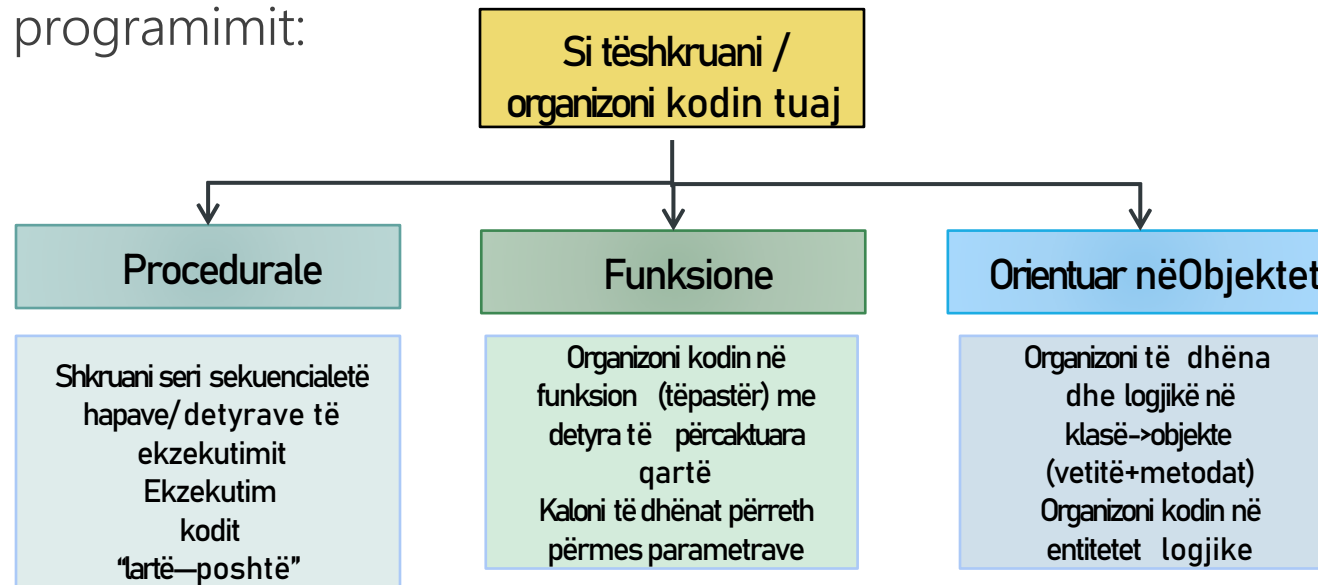 programimit:
Si tëshkruani /
organizoni kodin tuaj
Procedurale
Funksione
Orientuar nëObjektet
Shkruani seri sekuencialetë
hapave/detyrave të
ekzekutimit
Ekzekutim
kodit
“lartë—poshtë”
Organizoni kodin në
funksion (tëpastër) me
detyra të përcaktuara
qartë
Kaloni të dhënat përreth
përmes parametrave
Organizoni të dhëna
dhe logjikë në
klasë->objekte
(vetitë+metodat)
Organizoni kodin në
entitetet logjike